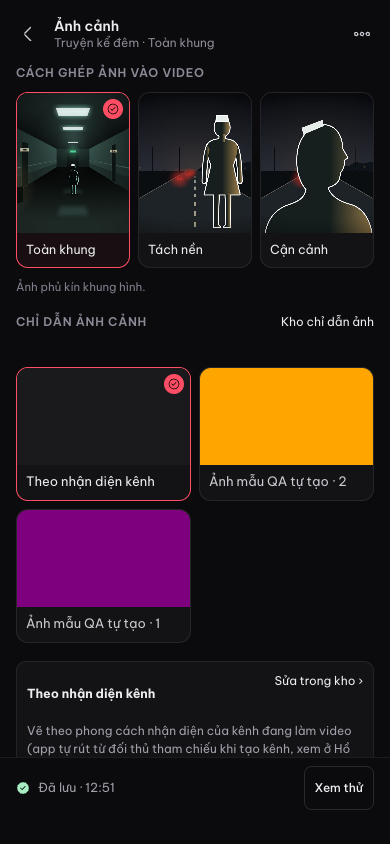 Ảnh cảnh
Truyện kể đêm · Toàn khung
CÁCH GHÉP ẢNH VÀO VIDEO
Toàn khung
Tách nền
Cận cảnh
Ảnh phủ kín khung hình.
CHỈ DẪN ẢNH CẢNH
Kho chỉ dẫn ảnh
Theo nhận diện kênh
Ảnh mẫu QA tự tạo · 2
Ảnh mẫu QA tự tạo · 1
Sửa trong kho ›
Theo nhận diện kênh
Vẽ theo phong cách nhận diện của kênh đang làm video
(app tự rút từ đối thủ tham chiếu khi tạo kênh, xem ở Hồ
Đã lưu · 12:51
Xem thử